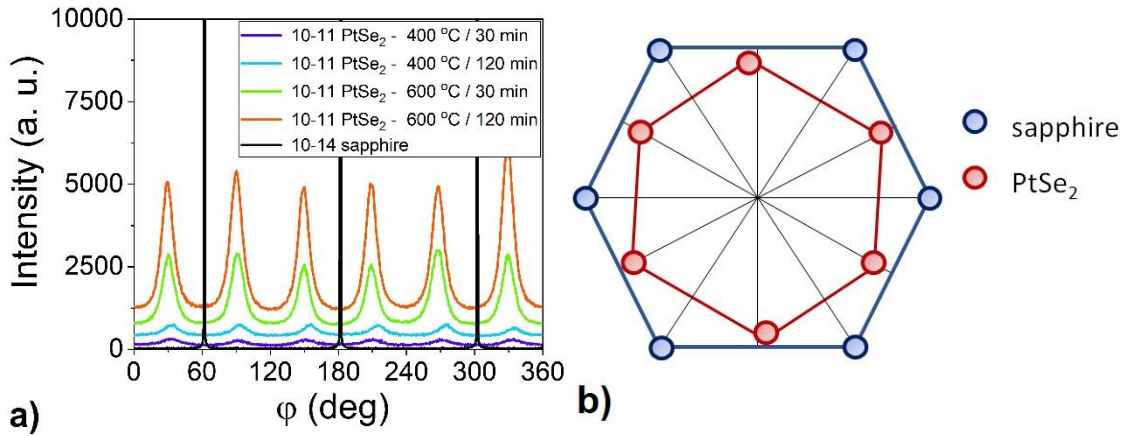 a)
10000
7500
5000
2500
0
Intensity (a. u.)
10-11 PtSe₂ - 400 °C / 30 min
10-11 PtSe₂ - 400 °C / 120 min
10-11 PtSe₂ - 600 °C / 30 min
10-11 PtSe₂ - 600 °C / 120 min
10-14 sapphire
0 60 120 180 240 300 360
φ (deg)
sapphire
PtSe₂
b)